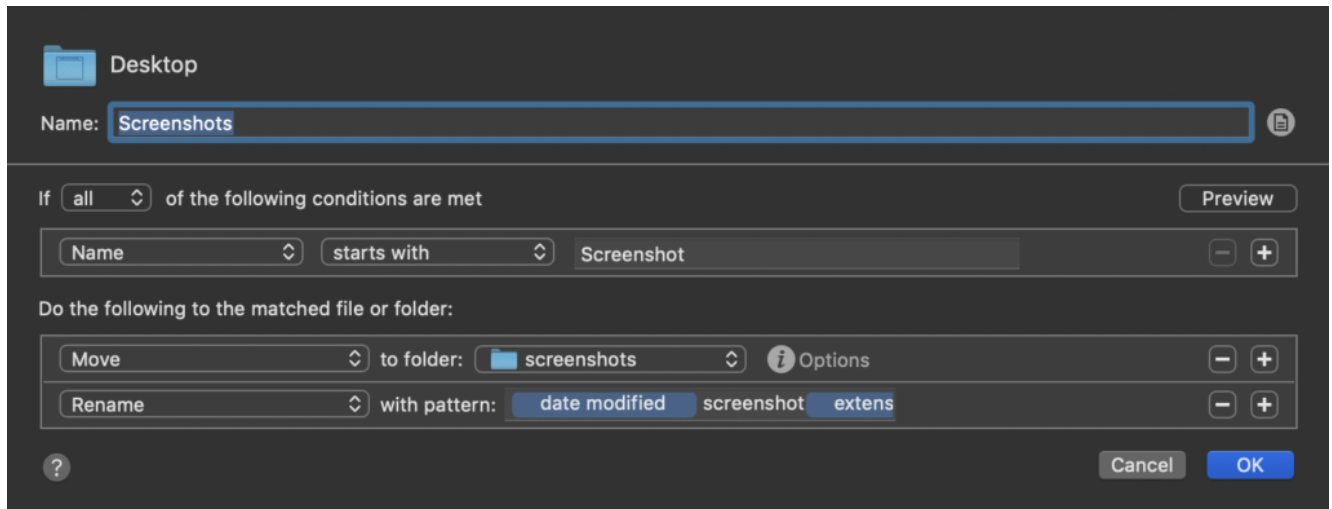 Desktop
Name: Screenshots
If all of the following conditions are met Preview
Name starts with Screenshot
Do the following to the matched file or folder:
Move to folder: screenshots i Options
Rename with pattern: date modified screenshot extens
? Cancel OK